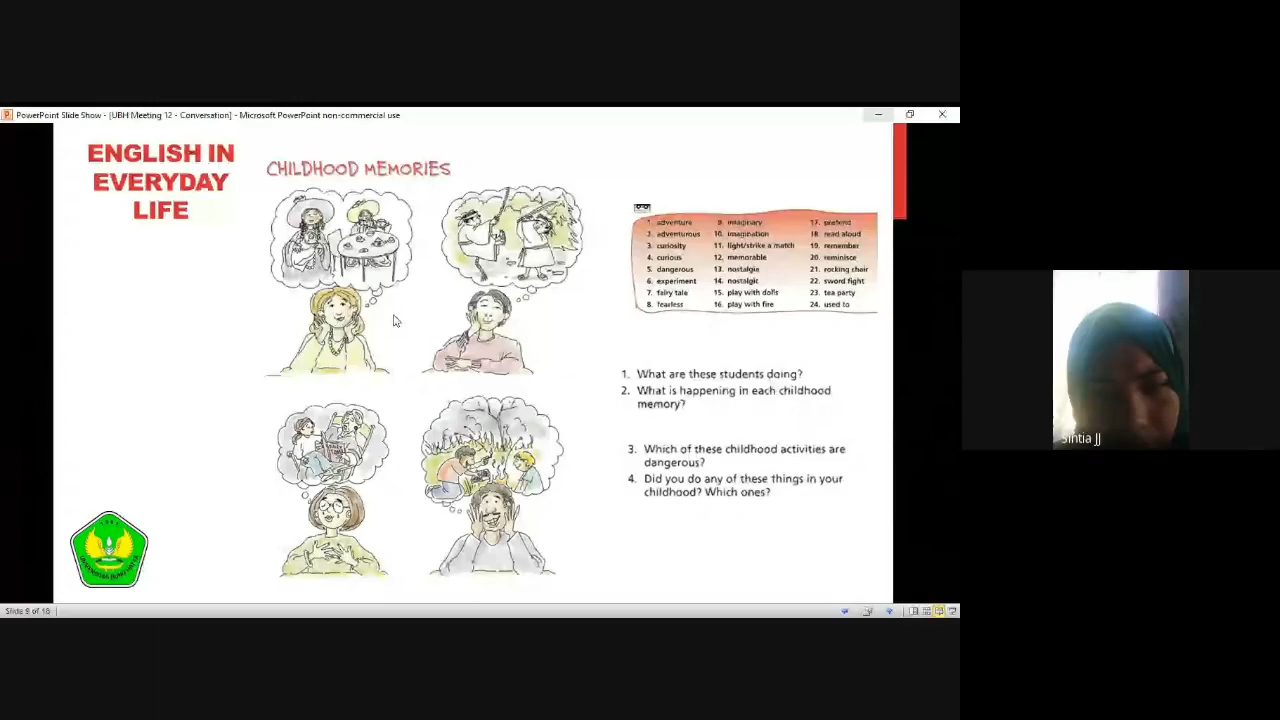 PowerPoint Slide Show - [UBH Meeting 12 - Conversation] - Microsoft PowerPoint non-commercial use
ENGLISH IN
EVERYDAY
LIFE
CHILDHOOD MEMORIES
1. adventure
2. adventurous
3. curiosity
4. curious
5. dangerous
6. experiment
7. fairy tale
8. fearless
9. imaginary
10. imagination
11. light/strike a match
12. memorable
13. nostalgia
14. nostalgic
15. play with dolls
16. play with fire
17. pretend
18. read aloud
19. remember
20. reminisce
21. rocking chair
22. sword fight
23. tea party
24. used to
1. What are these students doing?
2. What is happening in each childhood
memory?
3. Which of these childhood activities are
dangerous?
4. Did you do any of these things in your
childhood? Which ones?
Sintia JJ
Slide 9 of 18